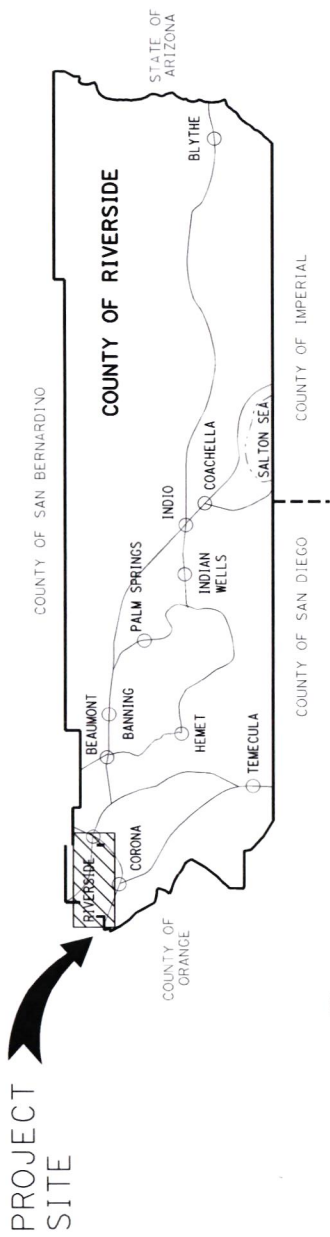 PROJECT
SITE
COUNTY OF SAN BERNARDINO
STATE OF
ARIZONA
COUNTY OF RIVERSIDE
BLYTHE
RIVERSIDE
CORONA
BEAUMONT
BANNING
PALM SPRINGS
INDIO
COACHELLA
INDIAN
WELLS
HEMET
TEMECULA
SALTON SEA
COUNTY OF
ORANGE
COUNTY OF SAN DIEGO
COUNTY OF IMPERIAL